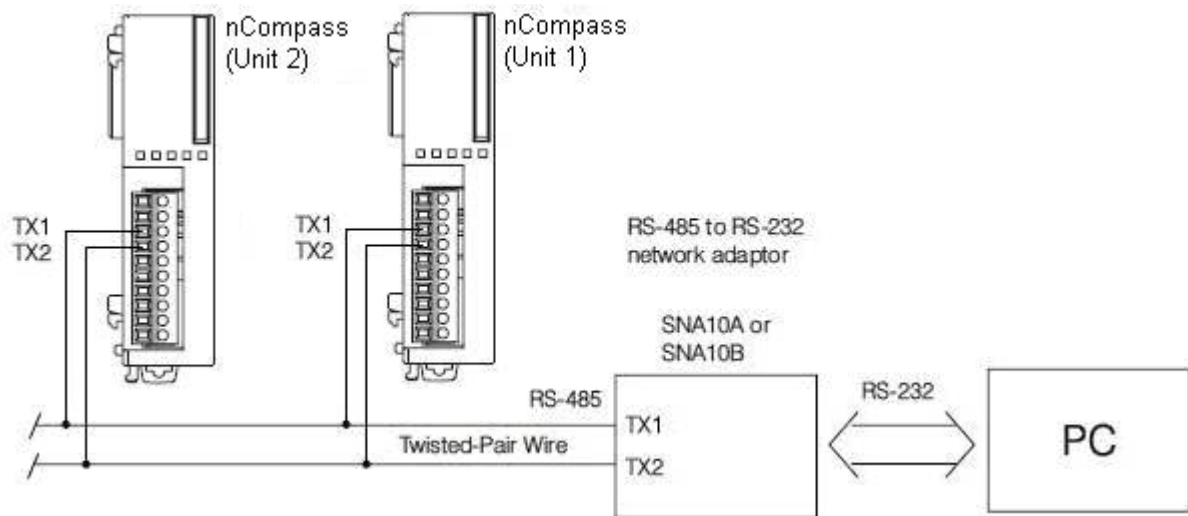 nCompass
(Unit 2)
nCompass
(Unit 1)
TX1
TX2
TX1
TX2
RS-485 to RS-232
network adaptor
SNA10A or
SNA10B
RS-485
TX1
Twisted-Pair Wire
TX2
RS-232
PC